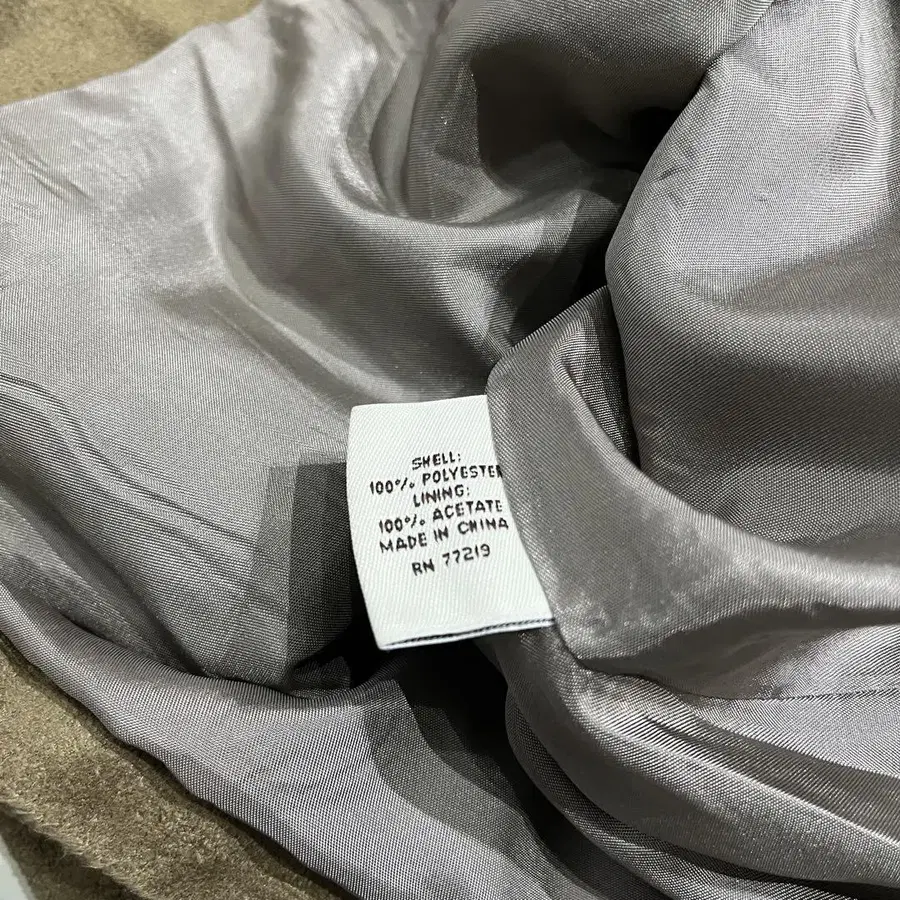 SHELL:
100% POLYESTER
LINING:
100% ACETATE
MADE IN CHINA
RN 77219